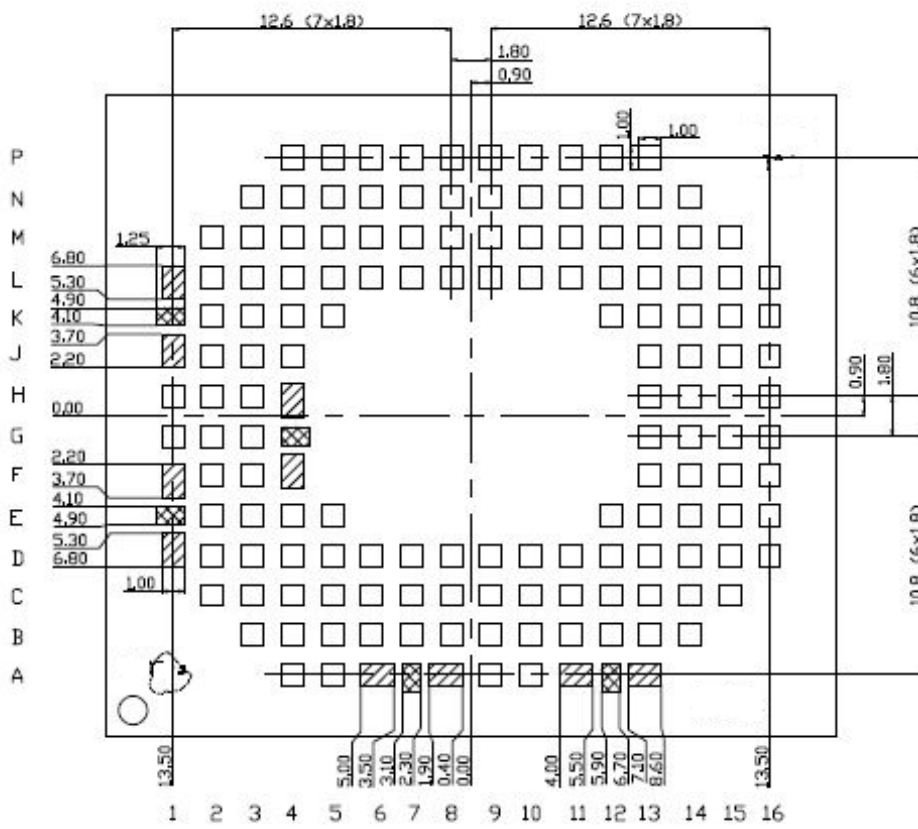 12.6 (7x1.8) 12.6 (7x1.8)
1.80
0.90
1.00
1.00
P
N
M
1.25
6.80
L
5.30
4.90
K
4.10
3.70
J
2.20
10.8 (6x1.8)
0.90
1.80
H
0.00
G
2.20
F
3.70
4.10
E
4.90
5.30
D
6.80
1.00
10.8 (6x1.8)
C
B
A
13.50 5.00 3.50 3.10 2.30 1.90 0.40 0.00 4.00 5.50 5.90 6.70 7.10 8.60 13.50
1 2 3 4 5 6 7 8 9 10 11 12 13 14 15 16